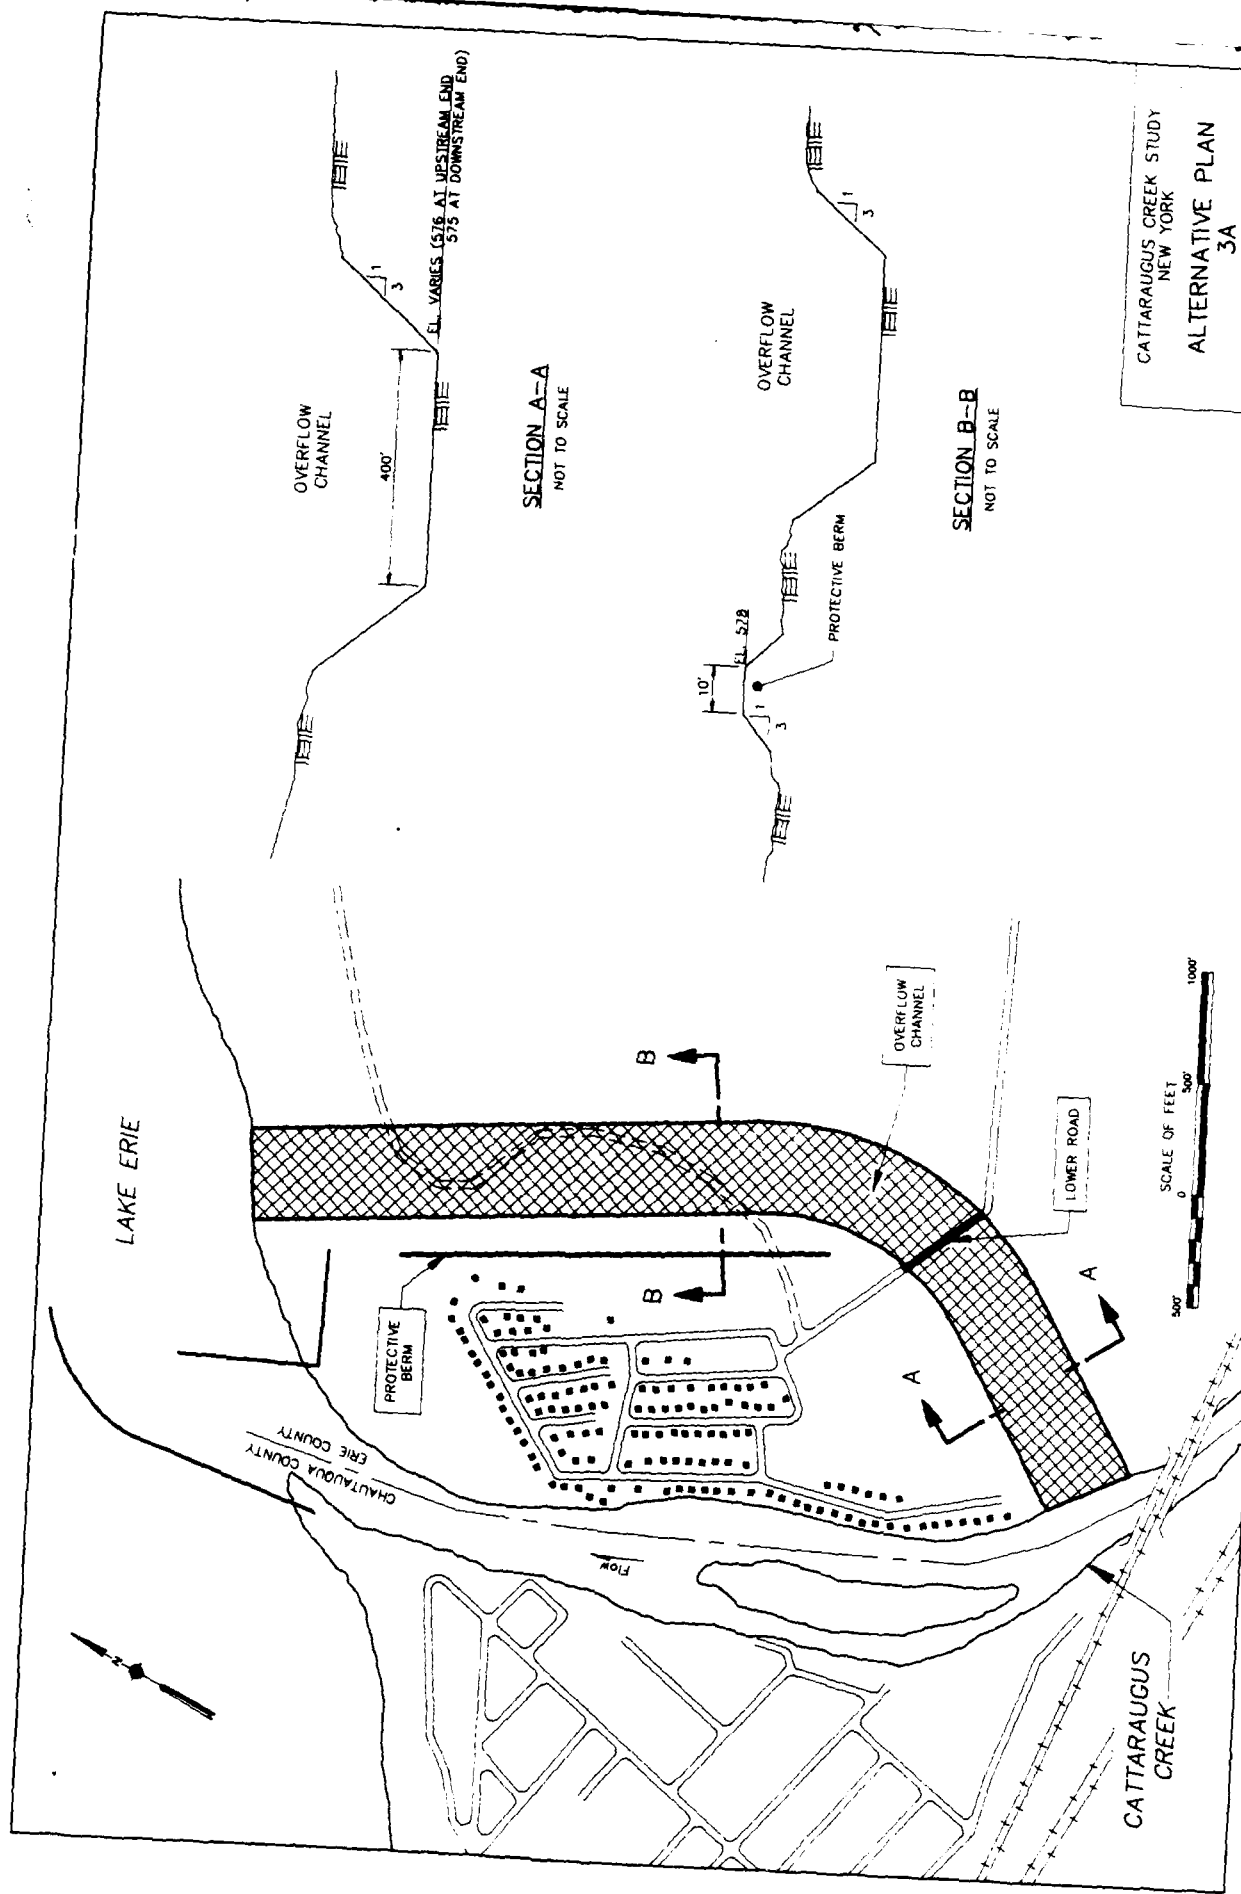 LAKE ERIE
CHAUTAUQUA COUNTY
ERIE COUNTY
PROTECTIVE
BERM
Flow
N
B
B
A
A
OVERFLOW
CHANNEL
LOWER ROAD
CATTARAUGUS
CREEK
SCALE OF FEET
500'
0
500'
1000'
OVERFLOW
CHANNEL
400'
1
3
EL. VARIES (576 AT UPSTREAM END
575 AT DOWNSTREAM END)
SECTION A-A
NOT TO SCALE
OVERFLOW
CHANNEL
10'
EL. 578
1
3
PROTECTIVE BERM
1
3
SECTION B-B
NOT TO SCALE
CATTARAUGUS CREEK STUDY
NEW YORK
ALTERNATIVE PLAN
3A